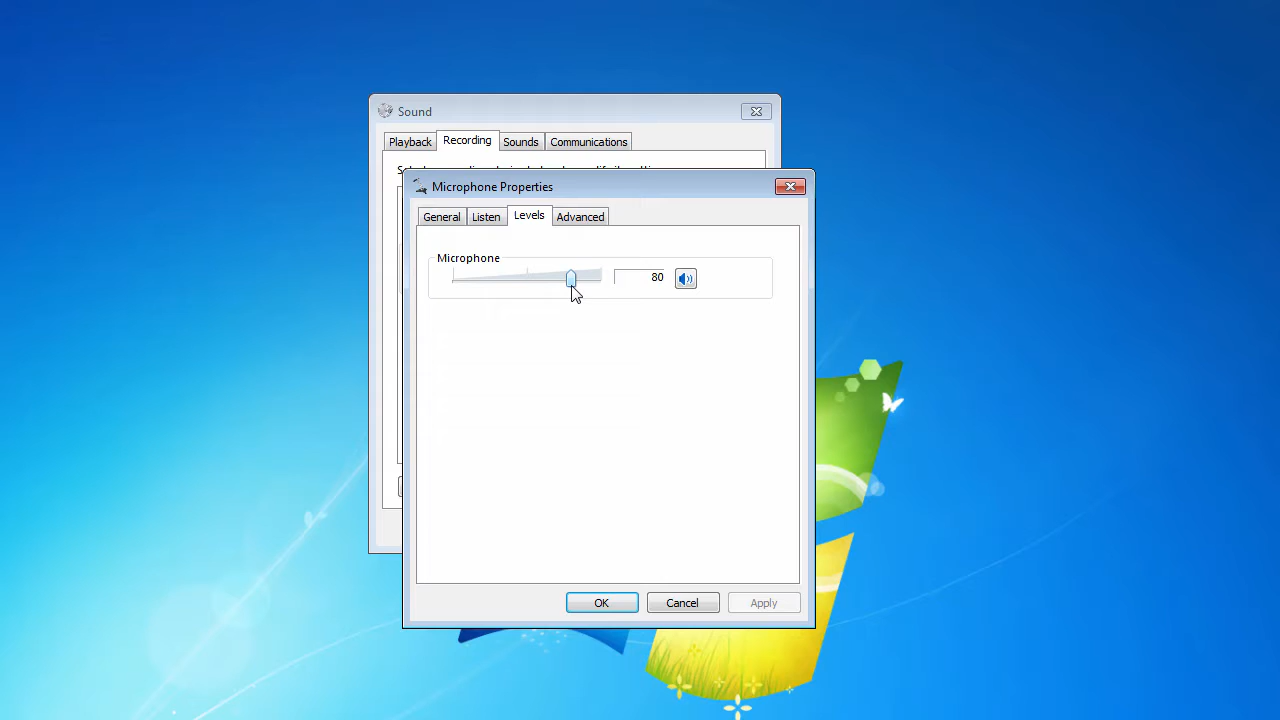 Sound
Playback
Recording
Sounds
Communications
Microphone Properties
General
Listen
Levels
Advanced
Microphone
80
OK
Cancel
Apply